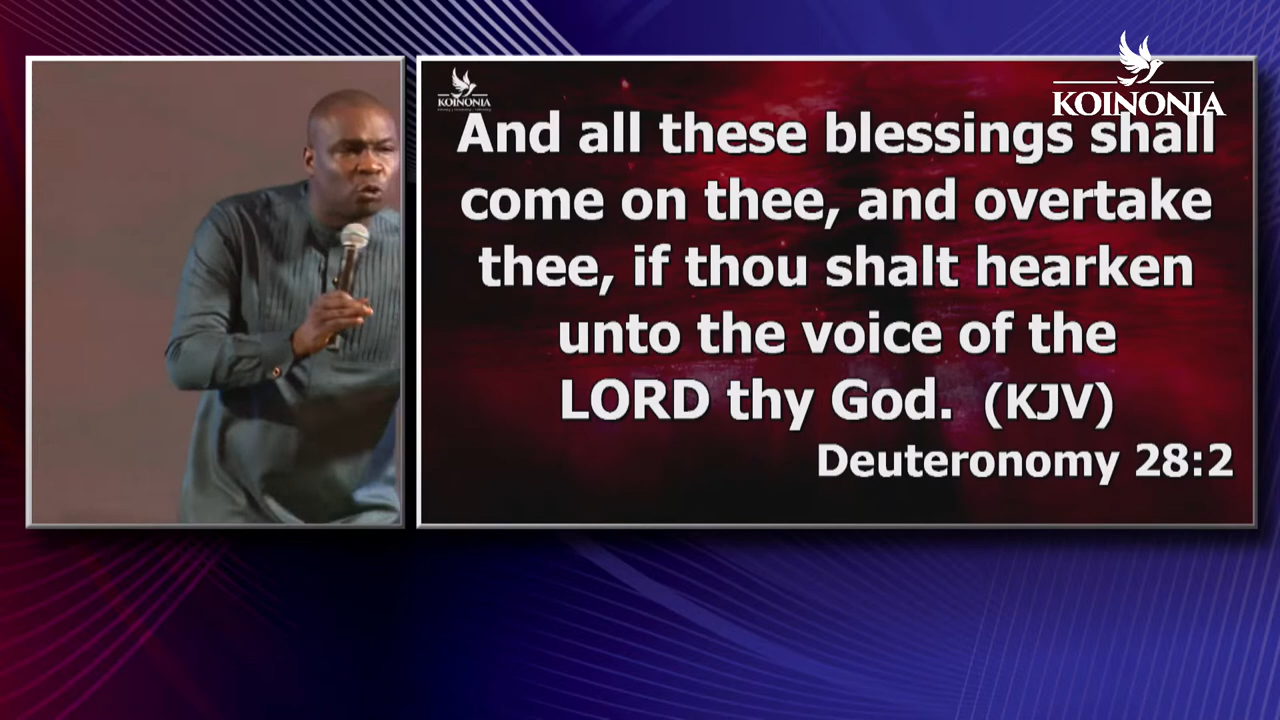 KOINONIA
KOINONIA
And all these blessings shall
come on thee, and overtake
thee, if thou shalt hearken
unto the voice of the
LORD thy God. (KJV)
Deuteronomy 28:2